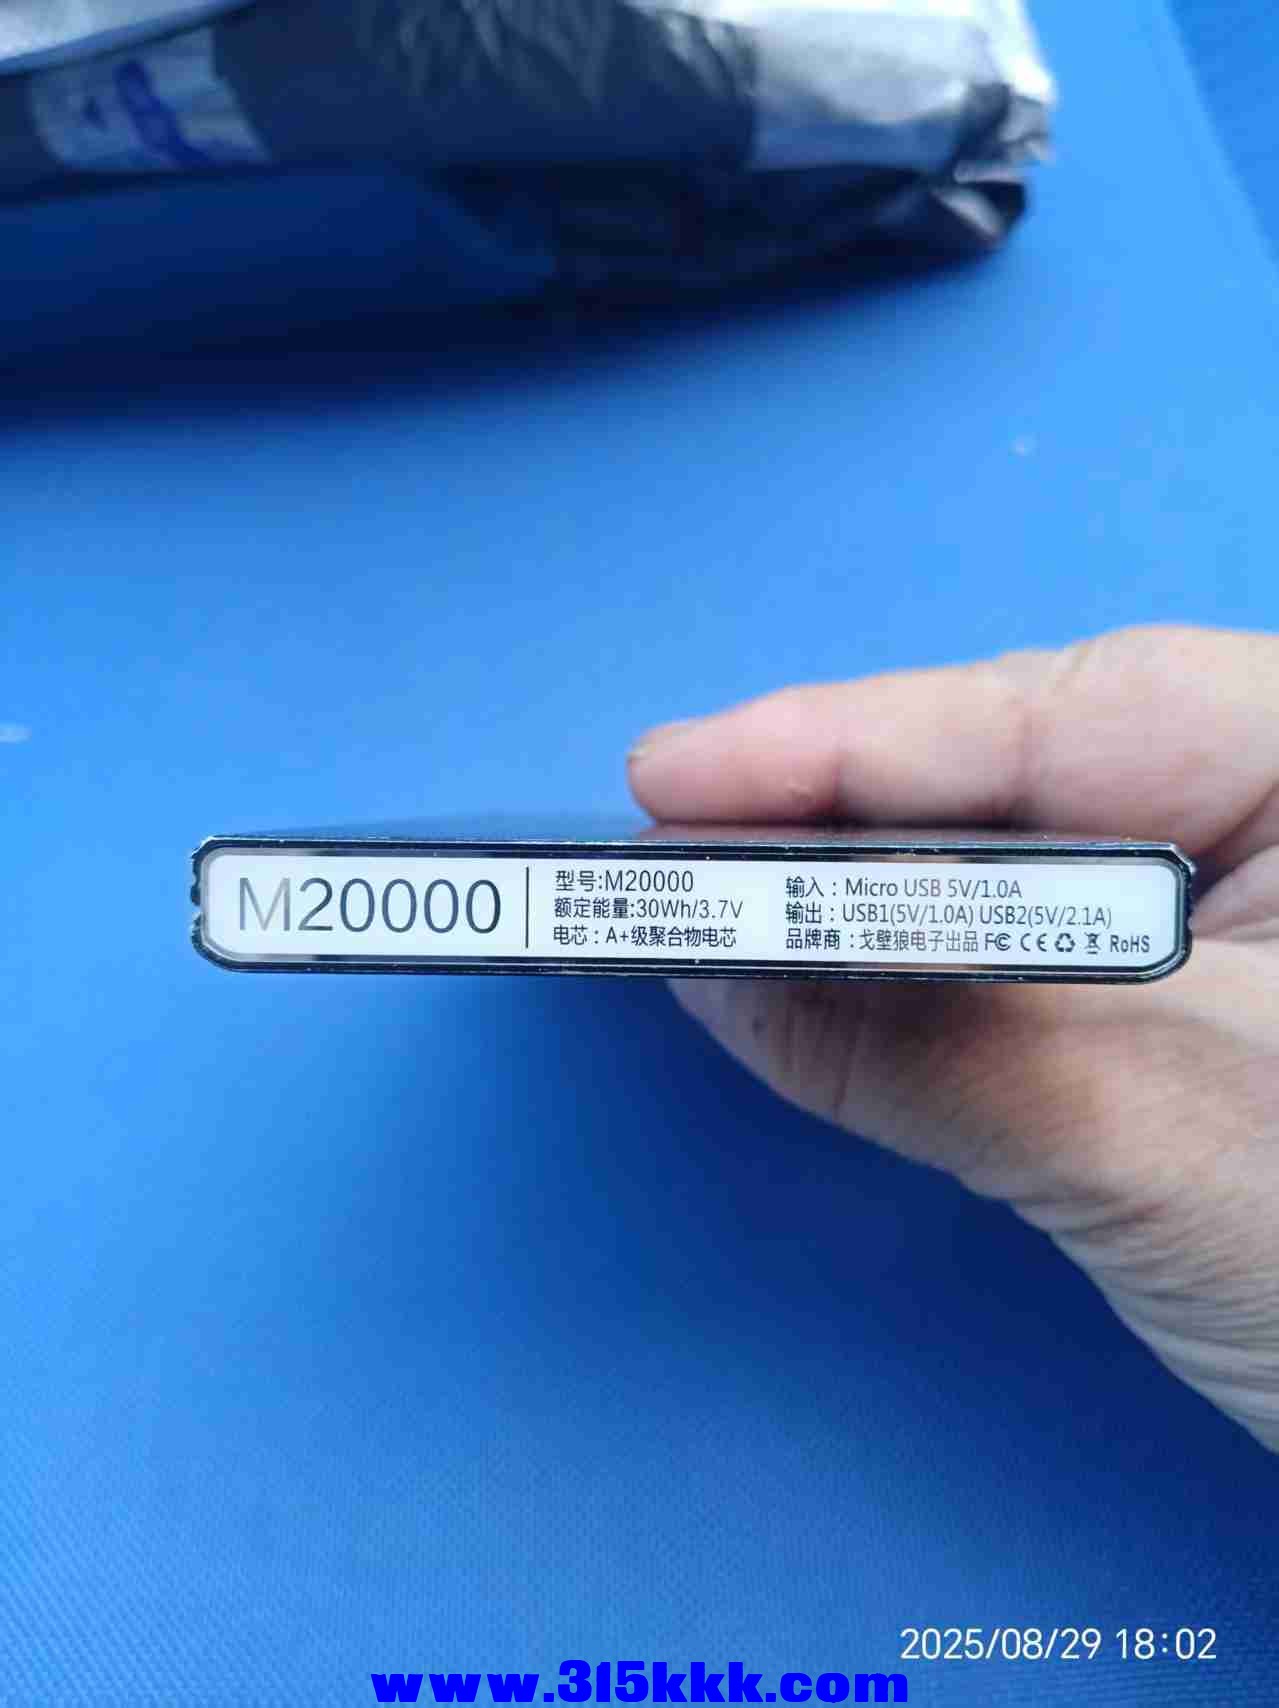 M20000
型号:M20000
额定能量:30Wh/3.7V
电芯：A+级聚合物电芯
输入：Micro USB 5V/1.0A
输出：USB1(5V/1.0A) USB2(5V/2.1A)
品牌商：戈壁狼电子出品 FC CE RoHS
2025/08/29 18:02
www.315kkk.com